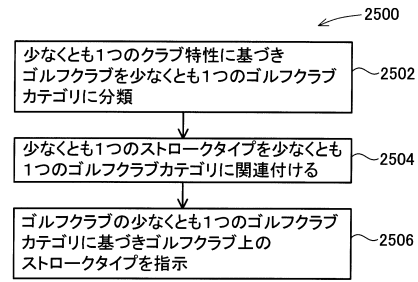 2500
少なくとも1つのクラブ特性に基づき
ゴルフクラブを少なくとも1つのゴルフクラブ
カテゴリに分類
2502
少なくとも1つのストロークタイプを少なくとも
1つのゴルフクラブカテゴリに関連付ける
2504
ゴルフクラブの少なくとも1つのゴルフクラブ
カテゴリに基づきゴルフクラブ上の
ストロークタイプを指示
2506